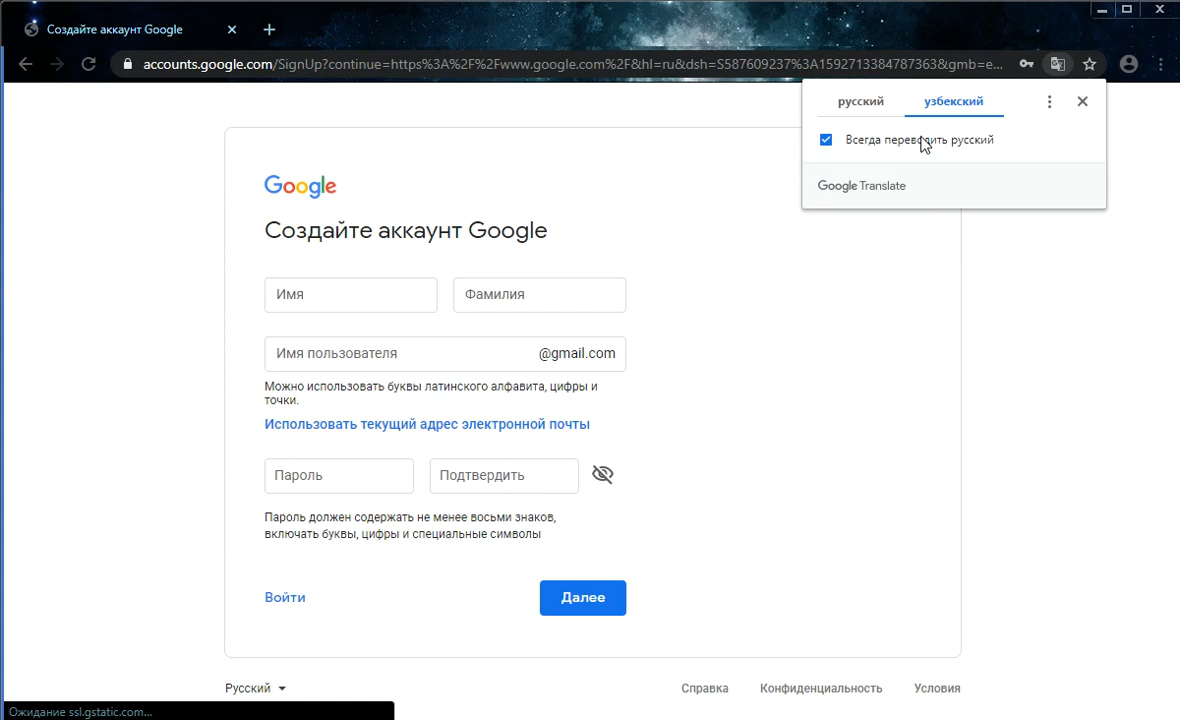 Создайте аккаунт Google
accounts.google.com/SignUp?continue=https%3A%2F%2Fwww.google.com%2F&hl=ru&dsh=S587609237%3A1592713384787363&gmb=e...
русский
узбекский
Всегда переводить русский
Google Translate
Google
Создайте аккаунт Google
Имя
Фамилия
Имя пользователя
@gmail.com
Можно использовать буквы латинского алфавита, цифры и
точки.
Использовать текущий адрес электронной почты
Пароль
Подтвердить
Пароль должен содержать не менее восьми знаков,
включать буквы, цифры и специальные символы
Войти
Далее
Русский
Справка
Конфиденциальность
Условия
Ожидание ssl.gstatic.com...